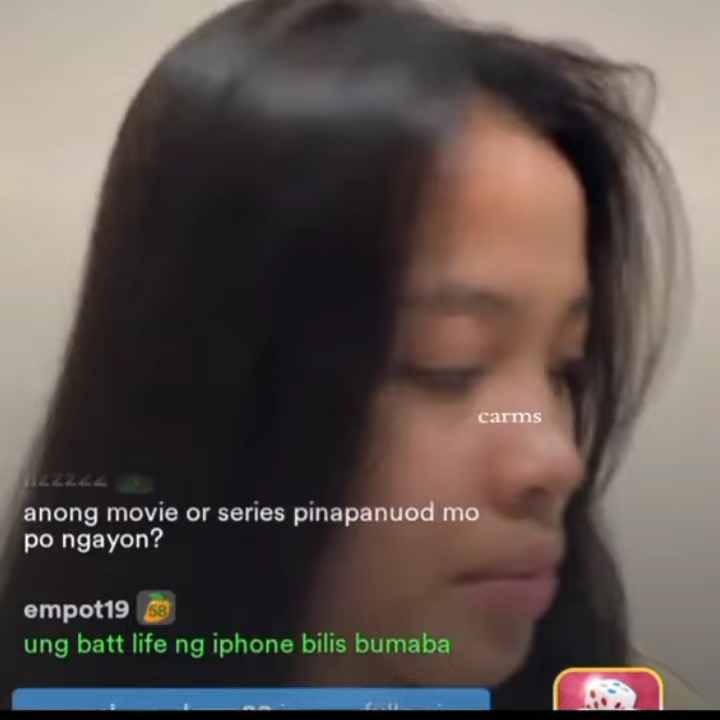 carms
anong movie or series pinapanuod mo
po ngayon?
empot19 58
ung batt life ng iphone bilis bumaba